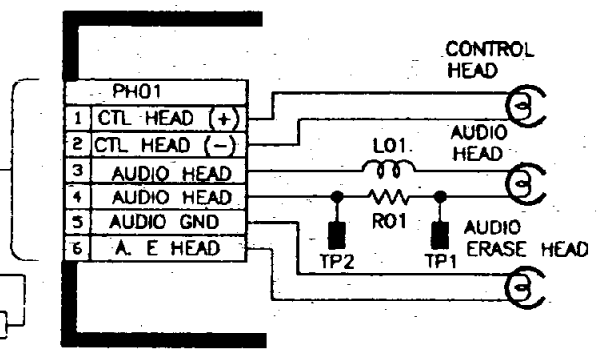 CONTROL
HEAD
PH01
1 CTL HEAD (+)
2 CTL HEAD (-)
3 AUDIO HEAD
4 AUDIO HEAD
5 AUDIO GND
6 A. E HEAD
L01
AUDIO
HEAD
R01
TP2
TP1
AUDIO
ERASE HEAD